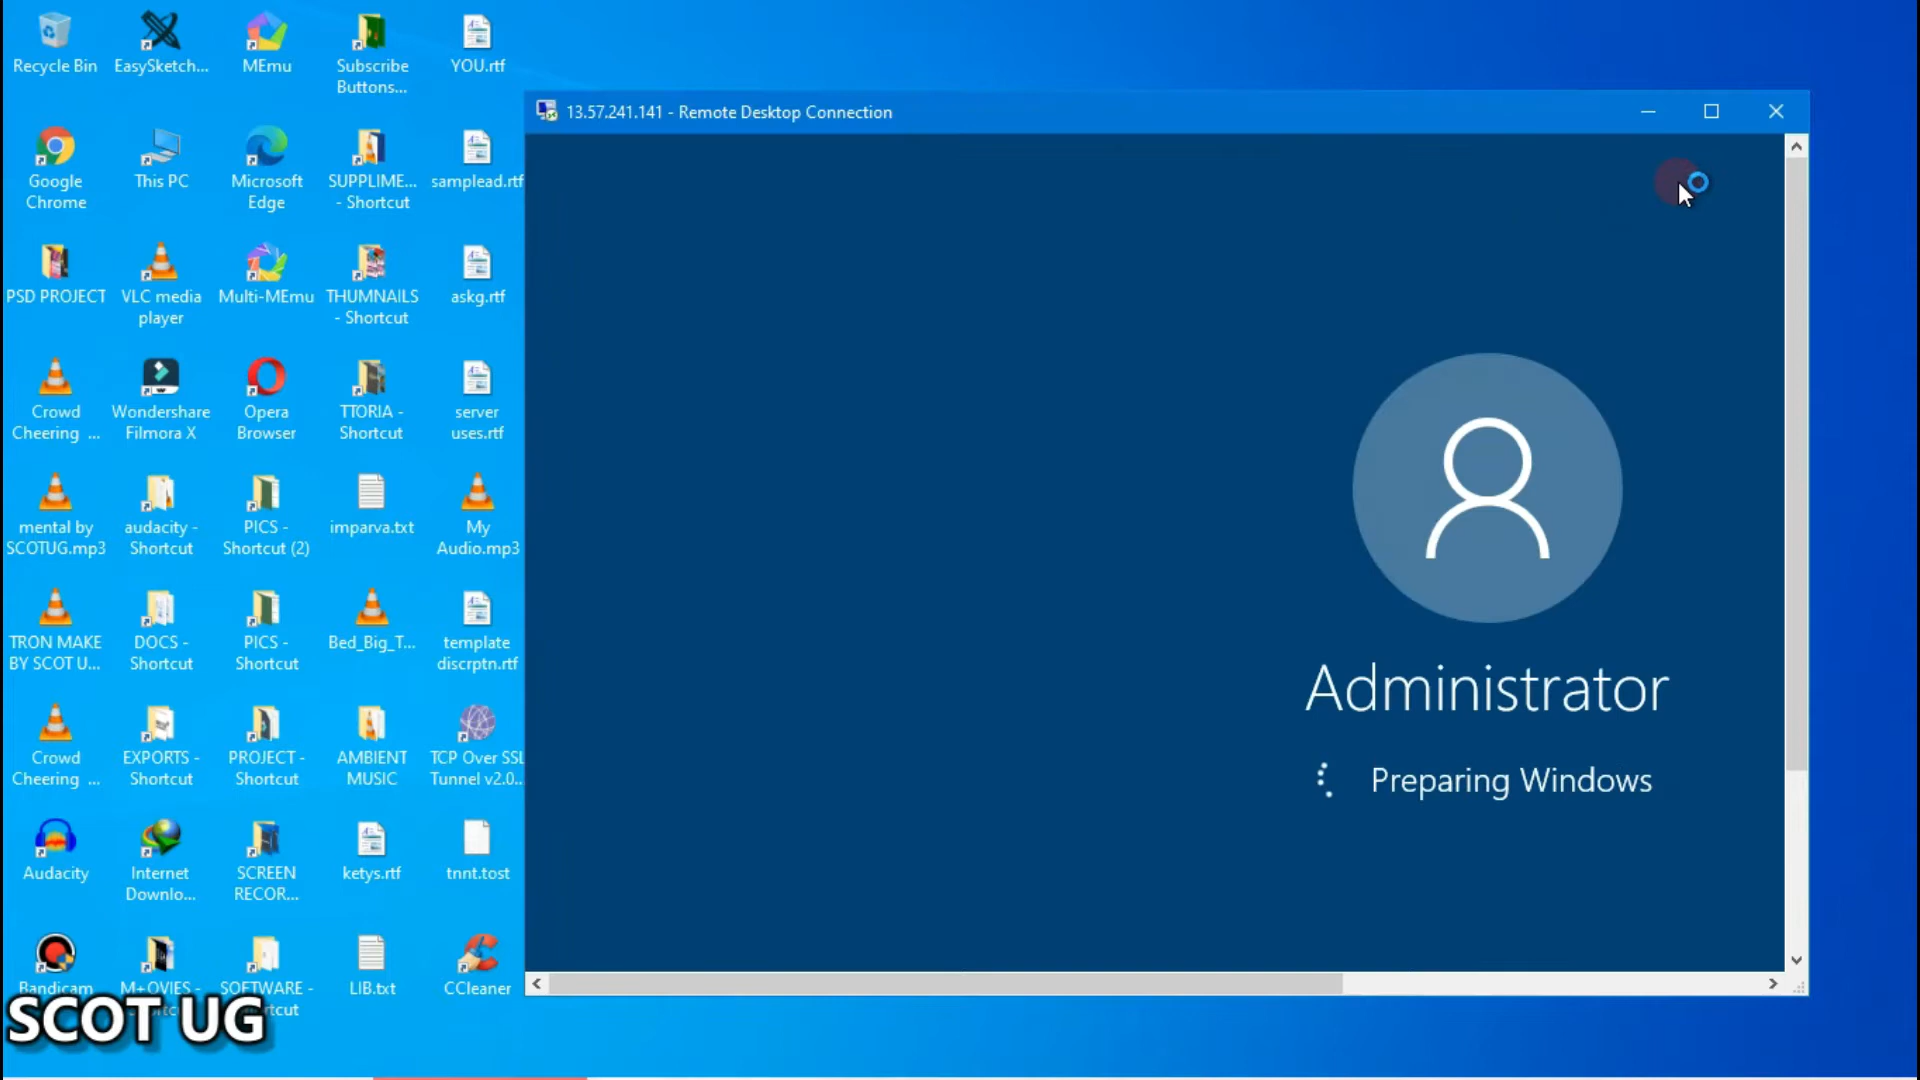 Recycle Bin
EasySketch...
MEmu
Subscribe
Buttons...
YOU.rtf
Google
Chrome
This PC
Microsoft
Edge
SUPPLIME...
- Shortcut
samplead.rtf
PSD PROJECT
VLC media
player
Multi-MEmu
THUMNAILS
- Shortcut
askg.rtf
Crowd
Cheering ...
Wondershare
Filmora X
Opera
Browser
TTORIA -
Shortcut
server
uses.rtf
mental by
SCOTUG.mp3
audacity -
Shortcut
PICS -
Shortcut (2)
imparva.txt
My
Audio.mp3
TRON MAKE
BY SCOT U...
DOCS -
Shortcut
PICS -
Shortcut
Bed_Big_T...
template
discrptn.rtf
Crowd
Cheering ...
EXPORTS -
Shortcut
PROJECT -
Shortcut
AMBIENT
MUSIC
TCP Over SSL
Tunnel v2.0...
Audacity
Internet
Downlo...
SCREEN
RECOR...
ketys.rtf
tnnt.tost
Bandicam
M+OVIES -
SOFTWARE -
LIB.txt
CCleaner
SCOT UG
13.57.241.141 - Remote Desktop Connection
Administrator
Preparing Windows